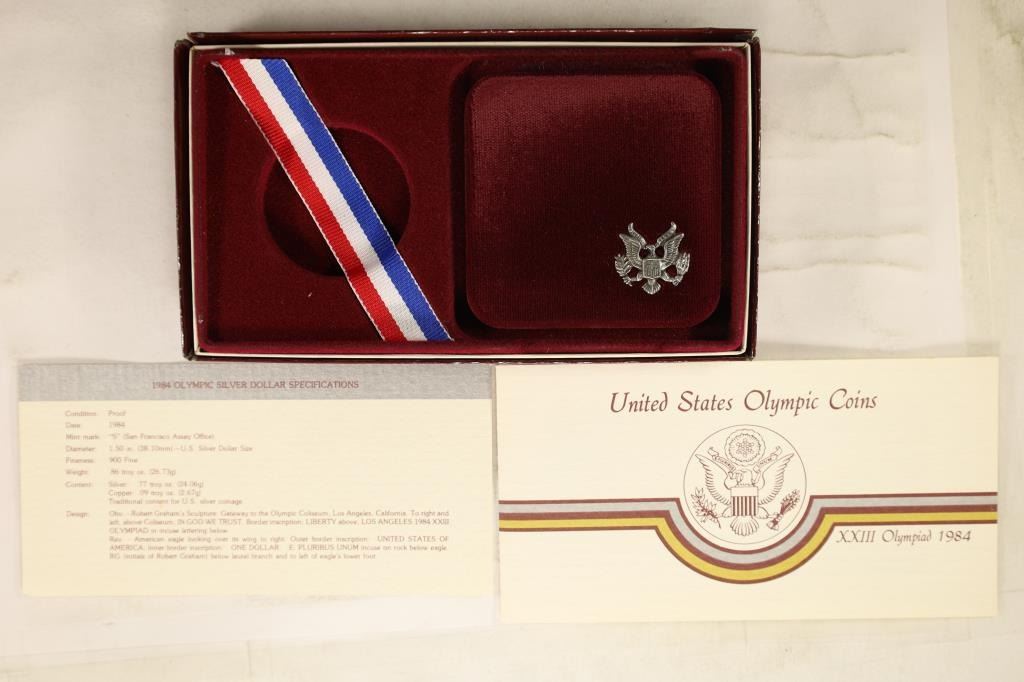 1984 OLYMPIC SILVER DOLLAR SPECIFICATIONS
Condition: Proof
Date: 1984
Mint mark: "S" (San Francisco Assay Office)
Diameter: 1.50 in. (38.10mm)—U.S. Silver Dollar Size
Fineness: 900 Fine
Weight: .86 troy oz. (26.73g)
Content: Silver: .77 troy oz. (24.06g)
Copper: .09 troy oz. (2.67g)
Traditional content for U.S. silver coinage
Design: Obv. - Robert Graham's Sculpture: Gateway to the Olympic Coliseum, Los Angeles, California. To right and
left, above Coliseum: IN GOD WE TRUST. Border inscription: LIBERTY above, LOS ANGELES 1984 XXIII
OLYMPIAD in incuse lettering below.
Rev. - American eagle looking over its wing to right. Outer border inscription: UNITED STATES OF
AMERICA; inner border inscription: ONE DOLLAR. E. PLURIBUS UNUM incuse on rock below eagle.
RG (initials of Robert Graham) below laurel branch and to left of eagle's lower foot.
United States Olympic Coins
XXIII Olympiad 1984